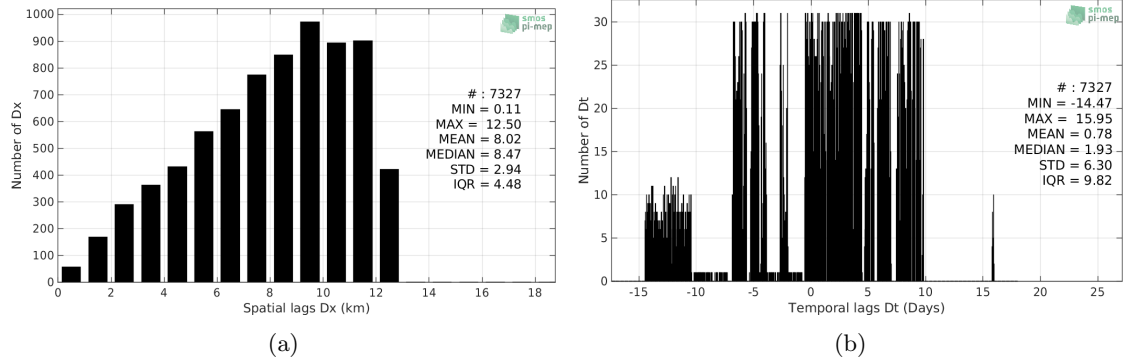 smos
pi-mep
1000
900
800
700
600
500
400
300
200
100
0
Number of Dx
# : 7327
MIN = 0.11
MAX = 12.50
MEAN = 8.02
MEDIAN = 8.47
STD = 2.94
IQR = 4.48
0 2 4 6 8 10 12 14 16 18
Spatial lags Dx (km)
(a)
smos
pi-mep
30
25
20
15
10
5
0
Number of Dt
# : 7327
MIN = -14.47
MAX = 15.95
MEAN = 0.78
MEDIAN = 1.93
STD = 6.30
IQR = 9.82
-15 -10 -5 0 5 10 15 20 25
Temporal lags Dt (Days)
(b)